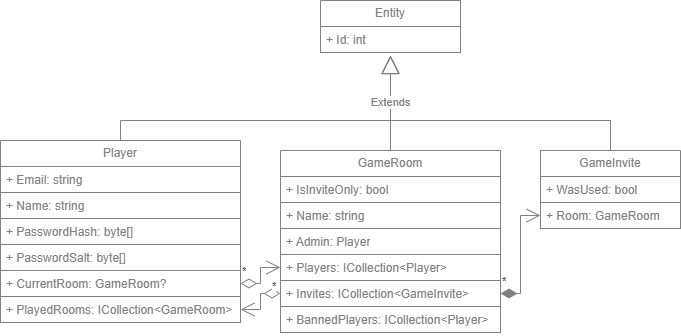 Entity
+ Id: int
Extends
Player
+ Email: string
+ Name: string
+ PasswordHash: byte[]
+ PasswordSalt: byte[]
+ CurrentRoom: GameRoom?
+ PlayedRooms: ICollection<GameRoom>
*
*
GameRoom
+ IsInviteOnly: bool
+ Name: string
+ Admin: Player
+ Players: ICollection<Player>
+ Invites: ICollection<GameInvite>
+ BannedPlayers: ICollection<Player>
*
GameInvite
+ WasUsed: bool
+ Room: GameRoom